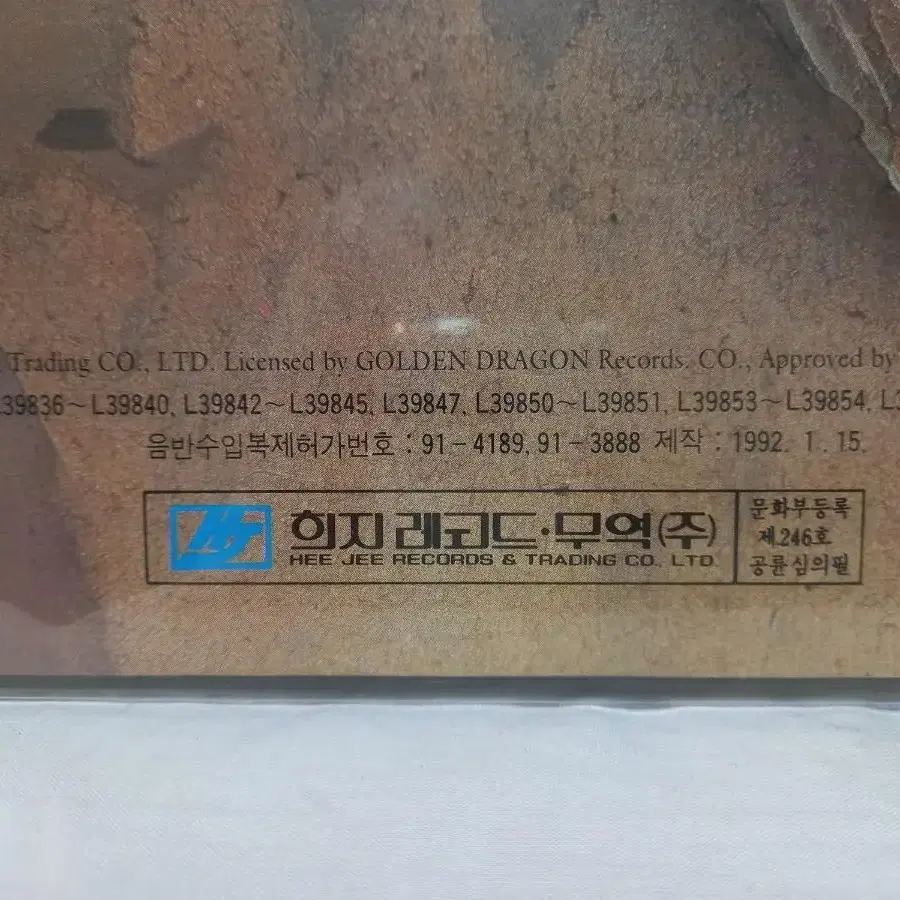 Trading CO., LTD. Licensed by GOLDEN DRAGON Records. CO., Approved by
L39836~L39840, L39842~L39845, L39847, L39850~L39851, L39853~L39854,
음반수입복제허가번호 : 91-4189, 91-3888 제작 : 1992. 1. 15.
희지레코드·무역(주)
HEE JEE RECORDS & TRADING CO., LTD
문화부등록
제246호
공륜심의필